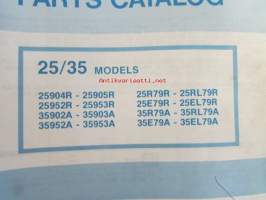 PARTS CATALOG
25/35 MODELS
25904R - 25905R 25R79R - 25RL79R
25952R - 25953R 25E79R - 25EL79R
35902A - 35903A 35R79A - 35RL79A
35952A - 35953A 35E79A - 35EL79A
Antikvariaatti.net